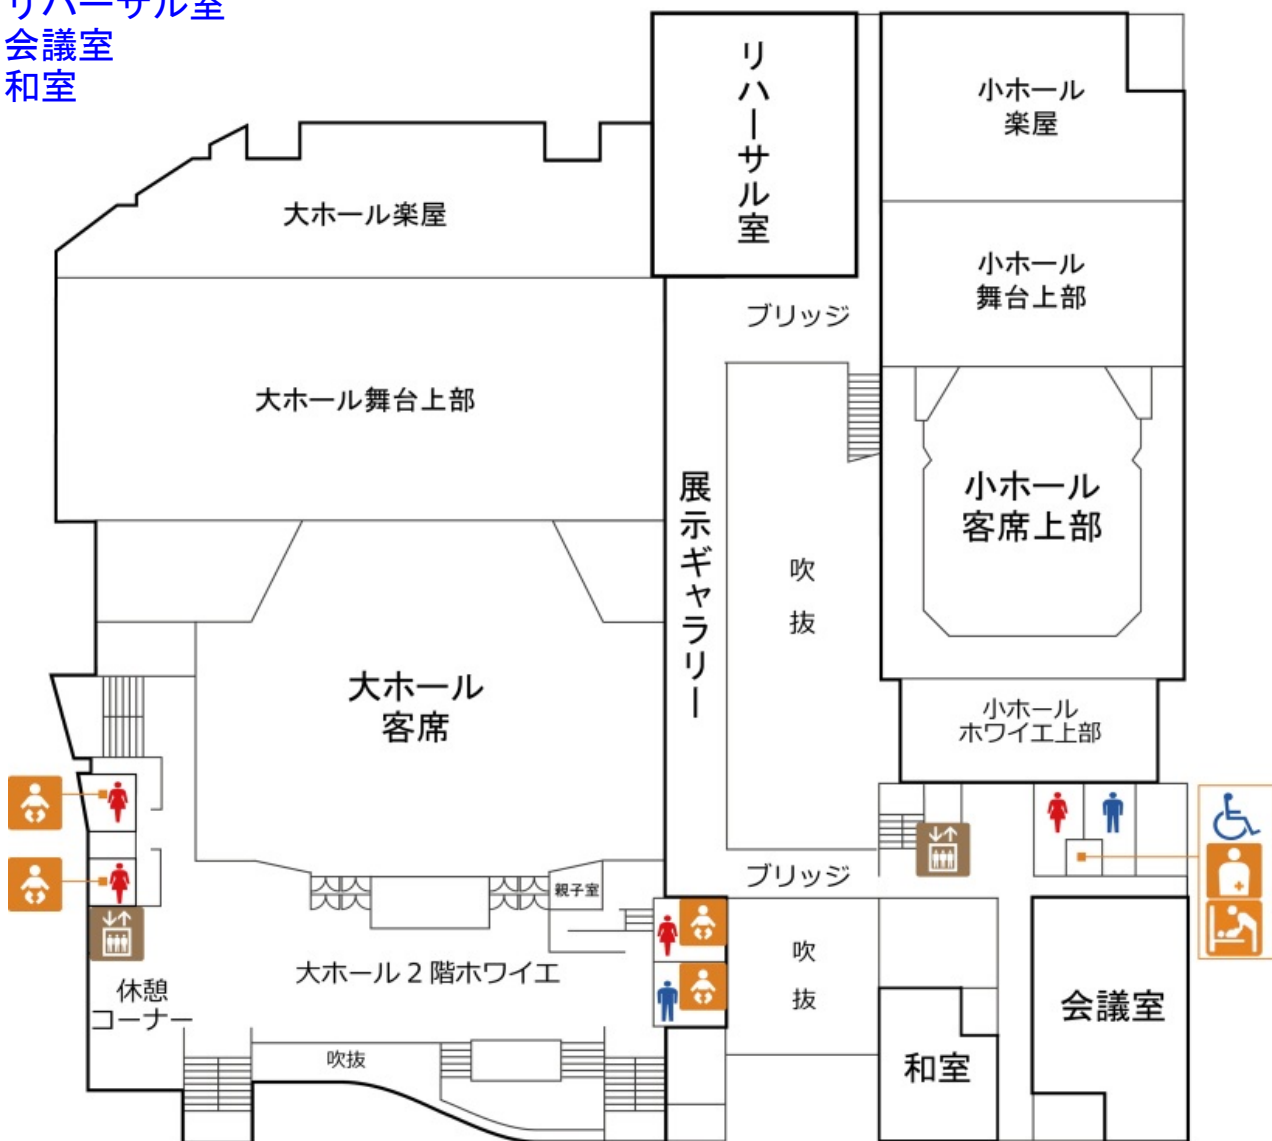 リハーサル室
会議室
和室
リハーサル室
小ホール
楽屋
大ホール楽屋
小ホール
舞台上部
ブリッジ
大ホール舞台上部
展示ギャラリー
小ホール
客席上部
吹
抜
大ホール
客席
小ホール
ホワイエ上部
ブリッジ
親子室
吹
抜
大ホール2階ホワイエ
休憩
コーナー
会議室
吹抜
和室